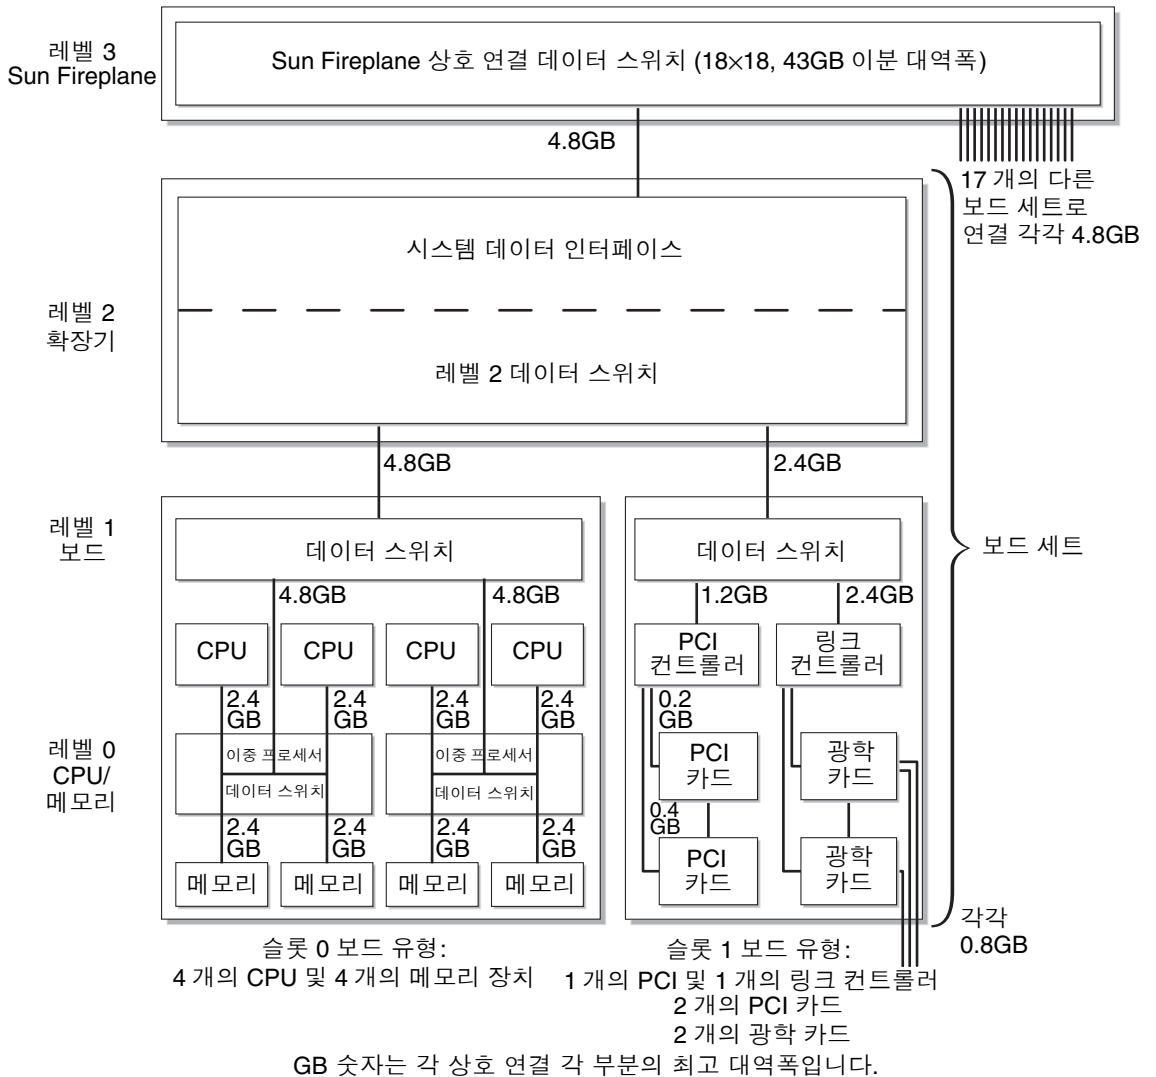 레벨 3
Sun Fireplane
Sun Fireplane 상호 연결 데이터 스위치 (18×18, 43GB 이분 대역폭)
4.8GB
17 개의 다른
보드 세트로
연결 각각 4.8GB
시스템 데이터 인터페이스
레벨 2
확장기
레벨 2 데이터 스위치
4.8GB
2.4GB
레벨 1
보드
데이터 스위치
데이터 스위치
보드 세트
4.8GB
4.8GB
1.2GB
2.4GB
CPU
CPU
CPU
CPU
PCI
컨트롤러
링크
컨트롤러
2.4
GB
2.4
GB
2.4
GB
2.4
GB
0.2
GB
레벨 0
CPU/
메모리
이중 프로세서
데이터 스위치
이중 프로세서
데이터 스위치
PCI
카드
광학
카드
2.4
GB
2.4
GB
2.4
GB
2.4
GB
0.4
GB
메모리
메모리
메모리
메모리
PCI
카드
광학
카드
각각
0.8GB
슬롯 0 보드 유형:
4 개의 CPU 및 4 개의 메모리 장치
슬롯 1 보드 유형:
1 개의 PCI 및 1 개의 링크 컨트롤러
2 개의 PCI 카드
2 개의 광학 카드
GB 숫자는 각 상호 연결 각 부분의 최고 대역폭입니다.